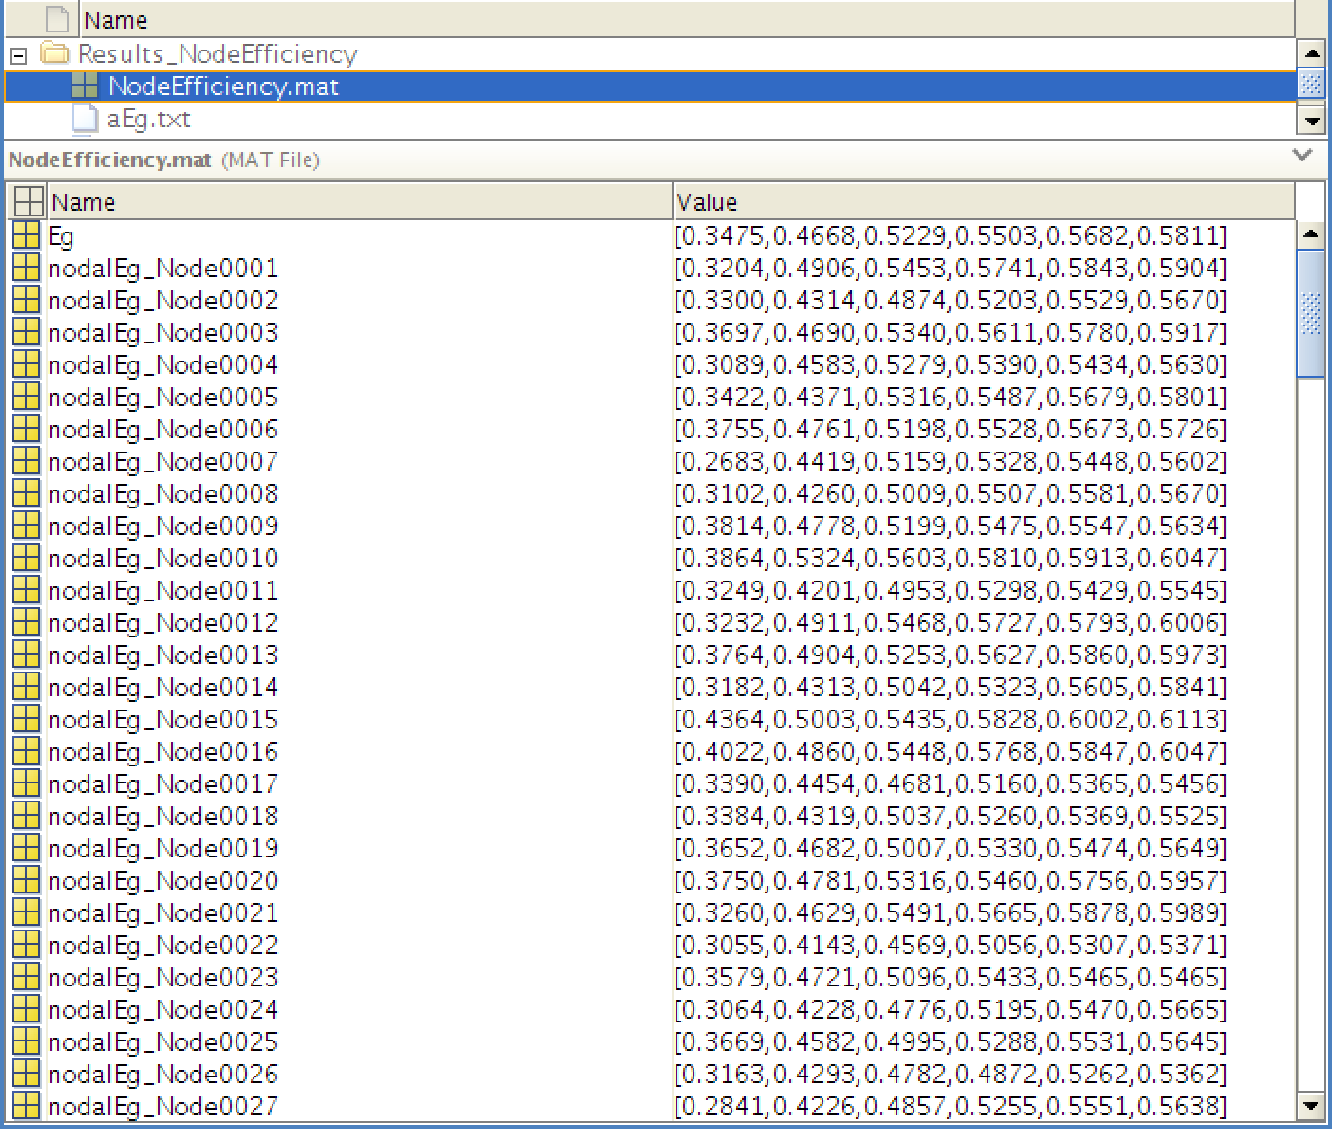 Name
Results_NodeEfficiency
NodeEfficiency.mat
aEg.txt
NodeEfficiency.mat (MAT File)
Name Value
Eg [0.3475,0.4668,0.5229,0.5503,0.5682,0.5811]
nodalEg_Node0001 [0.3204,0.4906,0.5453,0.5741,0.5843,0.5904]
nodalEg_Node0002 [0.3300,0.4314,0.4874,0.5203,0.5529,0.5670]
nodalEg_Node0003 [0.3697,0.4690,0.5340,0.5611,0.5780,0.5917]
nodalEg_Node0004 [0.3089,0.4583,0.5279,0.5390,0.5434,0.5630]
nodalEg_Node0005 [0.3422,0.4371,0.5316,0.5487,0.5679,0.5801]
nodalEg_Node0006 [0.3755,0.4761,0.5198,0.5528,0.5673,0.5726]
nodalEg_Node0007 [0.2683,0.4419,0.5159,0.5328,0.5448,0.5602]
nodalEg_Node0008 [0.3102,0.4260,0.5009,0.5507,0.5581,0.5670]
nodalEg_Node0009 [0.3814,0.4778,0.5199,0.5475,0.5547,0.5634]
nodalEg_Node0010 [0.3864,0.5324,0.5603,0.5810,0.5913,0.6047]
nodalEg_Node0011 [0.3249,0.4201,0.4953,0.5298,0.5429,0.5545]
nodalEg_Node0012 [0.3232,0.4911,0.5468,0.5727,0.5793,0.6006]
nodalEg_Node0013 [0.3764,0.4904,0.5253,0.5627,0.5860,0.5973]
nodalEg_Node0014 [0.3182,0.4313,0.5042,0.5323,0.5605,0.5841]
nodalEg_Node0015 [0.4364,0.5003,0.5435,0.5828,0.6002,0.6113]
nodalEg_Node0016 [0.4022,0.4860,0.5448,0.5768,0.5847,0.6047]
nodalEg_Node0017 [0.3390,0.4454,0.4681,0.5160,0.5365,0.5456]
nodalEg_Node0018 [0.3384,0.4319,0.5037,0.5260,0.5369,0.5525]
nodalEg_Node0019 [0.3652,0.4682,0.5007,0.5330,0.5474,0.5649]
nodalEg_Node0020 [0.3750,0.4781,0.5316,0.5460,0.5756,0.5957]
nodalEg_Node0021 [0.3260,0.4629,0.5491,0.5665,0.5878,0.5989]
nodalEg_Node0022 [0.3055,0.4143,0.4569,0.5056,0.5307,0.5371]
nodalEg_Node0023 [0.3579,0.4721,0.5096,0.5433,0.5465,0.5465]
nodalEg_Node0024 [0.3064,0.4228,0.4776,0.5195,0.5470,0.5665]
nodalEg_Node0025 [0.3669,0.4582,0.4995,0.5288,0.5531,0.5645]
nodalEg_Node0026 [0.3163,0.4293,0.4782,0.4872,0.5262,0.5362]
nodalEg_Node0027 [0.2841,0.4226,0.4857,0.5255,0.5551,0.5638]